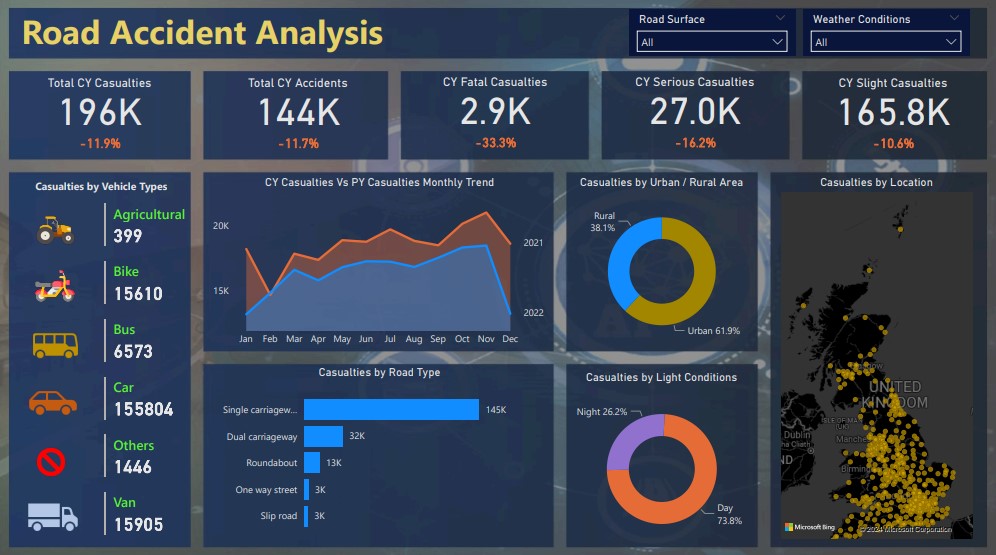 Road Accident Analysis
Road Surface
All
Weather Conditions
All
Total CY Casualties
196K
-11.9%
Total CY Accidents
144K
-11.7%
CY Fatal Casualties
2.9K
-33.3%
CY Serious Casualties
27.0K
-16.2%
CY Slight Casualties
165.8K
-10.6%
Casualties by Vehicle Types
Agricultural
399
Bike
15610
Bus
6573
Car
155804
Others
1446
Van
15905
CY Casualties Vs PY Casualties Monthly Trend
20K
15K
2021
2022
Jan Feb Mar Apr May Jun Jul Aug Sep Oct Nov Dec
Casualties by Road Type
Single carriagew... 145K
Dual carriageway 32K
Roundabout 13K
One way street 3K
Slip road 3K
Casualties by Urban / Rural Area
Rural
38.1%
Urban 61.9%
Casualties by Light Conditions
Night 26.2%
Day
73.8%
Casualties by Location
UNITED
KINGDOM
ISLE OF MAN
Dublin
Manche
Birming
ND
Microsoft Bing
© 2024 Microsoft Corporation